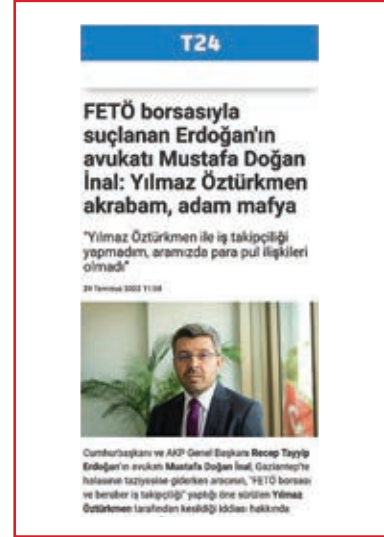 T24
FETÖ borsasıyla
suçlanan Erdoğan'ın
avukatı Mustafa Doğan
İnal: Yılmaz Öztürkmen
akrabam, adam mafya
"Yılmaz Öztürkmen ile iş takipçiliği
yapmadım, aramızda para pul ilişkileri
olmadı"
Temmuz 2022
Cumhurbaşkanı ve AKP Genel Başkanı Recep Tayyip
Erdoğan'ın avukatı Mustafa Doğan İnal, Gaziantep'te
halasının taziyesine giderken aracının, "FETÖ borsası
ve beraber iş takipçiliği" yaptığı öne sürülen Yılmaz
Öztürkmen tarafından kesildiği iddiası hakkında